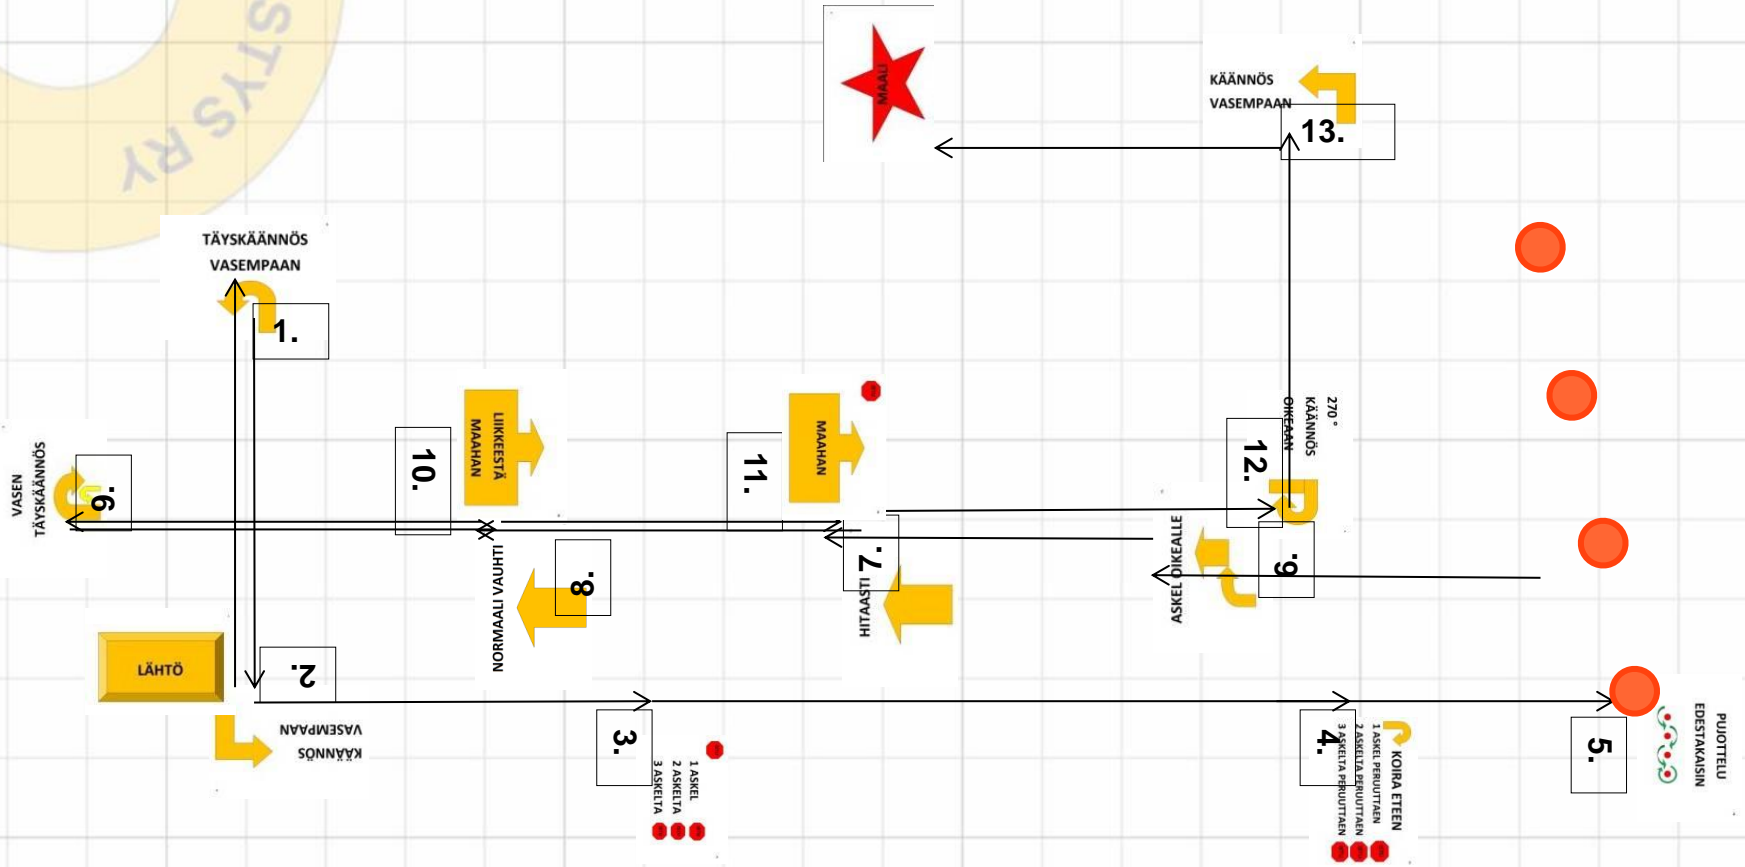 STYS RY
MAALI
KÄÄNNÖS
VASEMPAAN
13.
TÄYSKÄÄNNÖS
VASEMPAAN
1.
LIIKKEESTÄ
MAAHAN
10.
MAAHAN
11.
270°
KÄÄNNÖS
OIKEAAN
12.
VASEN
TÄYSKÄÄNNÖS
9.
NORMAALI VAUHTI
8.
HITAASTI
7.
ASKEL OIKEALLE
6.
LÄHTÖ
2.
KÄÄNNÖS
VASEMPAAN
3.
1 ASKEL
2 ASKELTA
3 ASKELTA
4.
KOIRA ETEEN
1 ASKEL PERUUTTAEN
2 ASKELTA PERUUTTAEN
3 ASKELTA PERUUTTAEN
5.
PUJOTTELU
EDESTAKAISIN